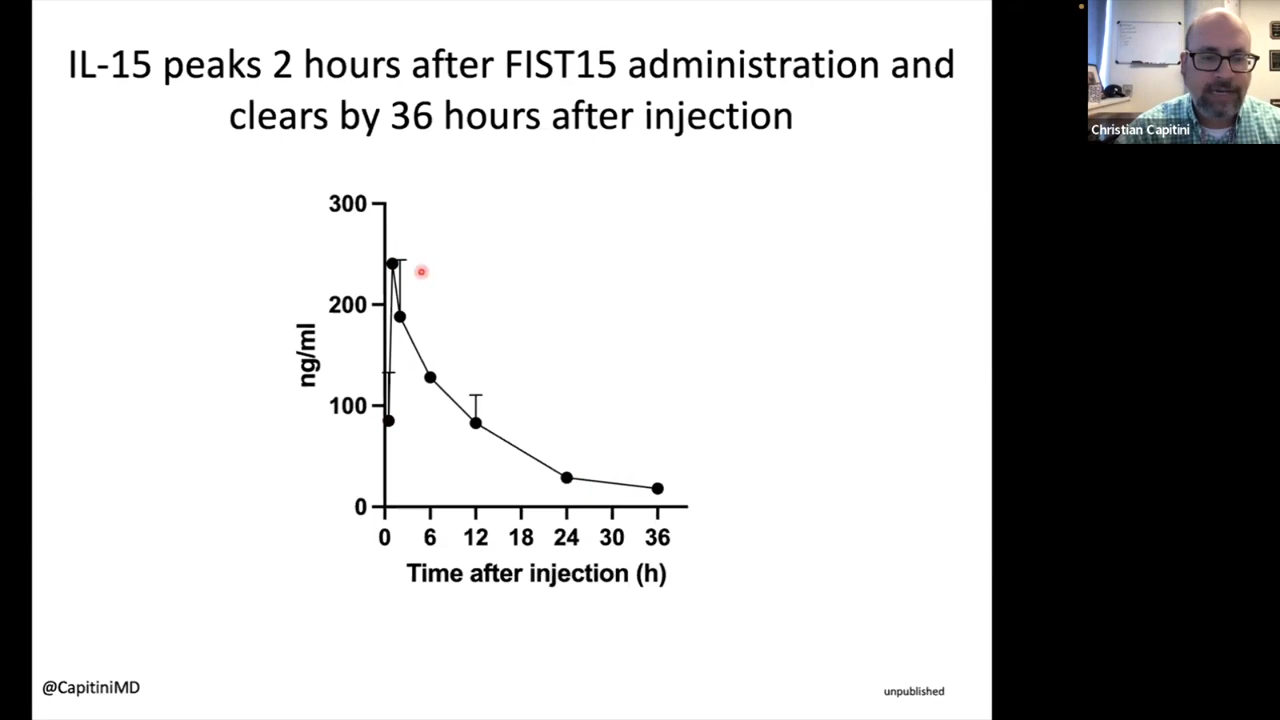 IL-15 peaks 2 hours after FIST15 administration and
clears by 36 hours after injection
Christian Capitini
300
200
100
0
ng/ml
0 6 12 18 24 30 36
Time after injection (h)
@CapitiniMD
unpublished